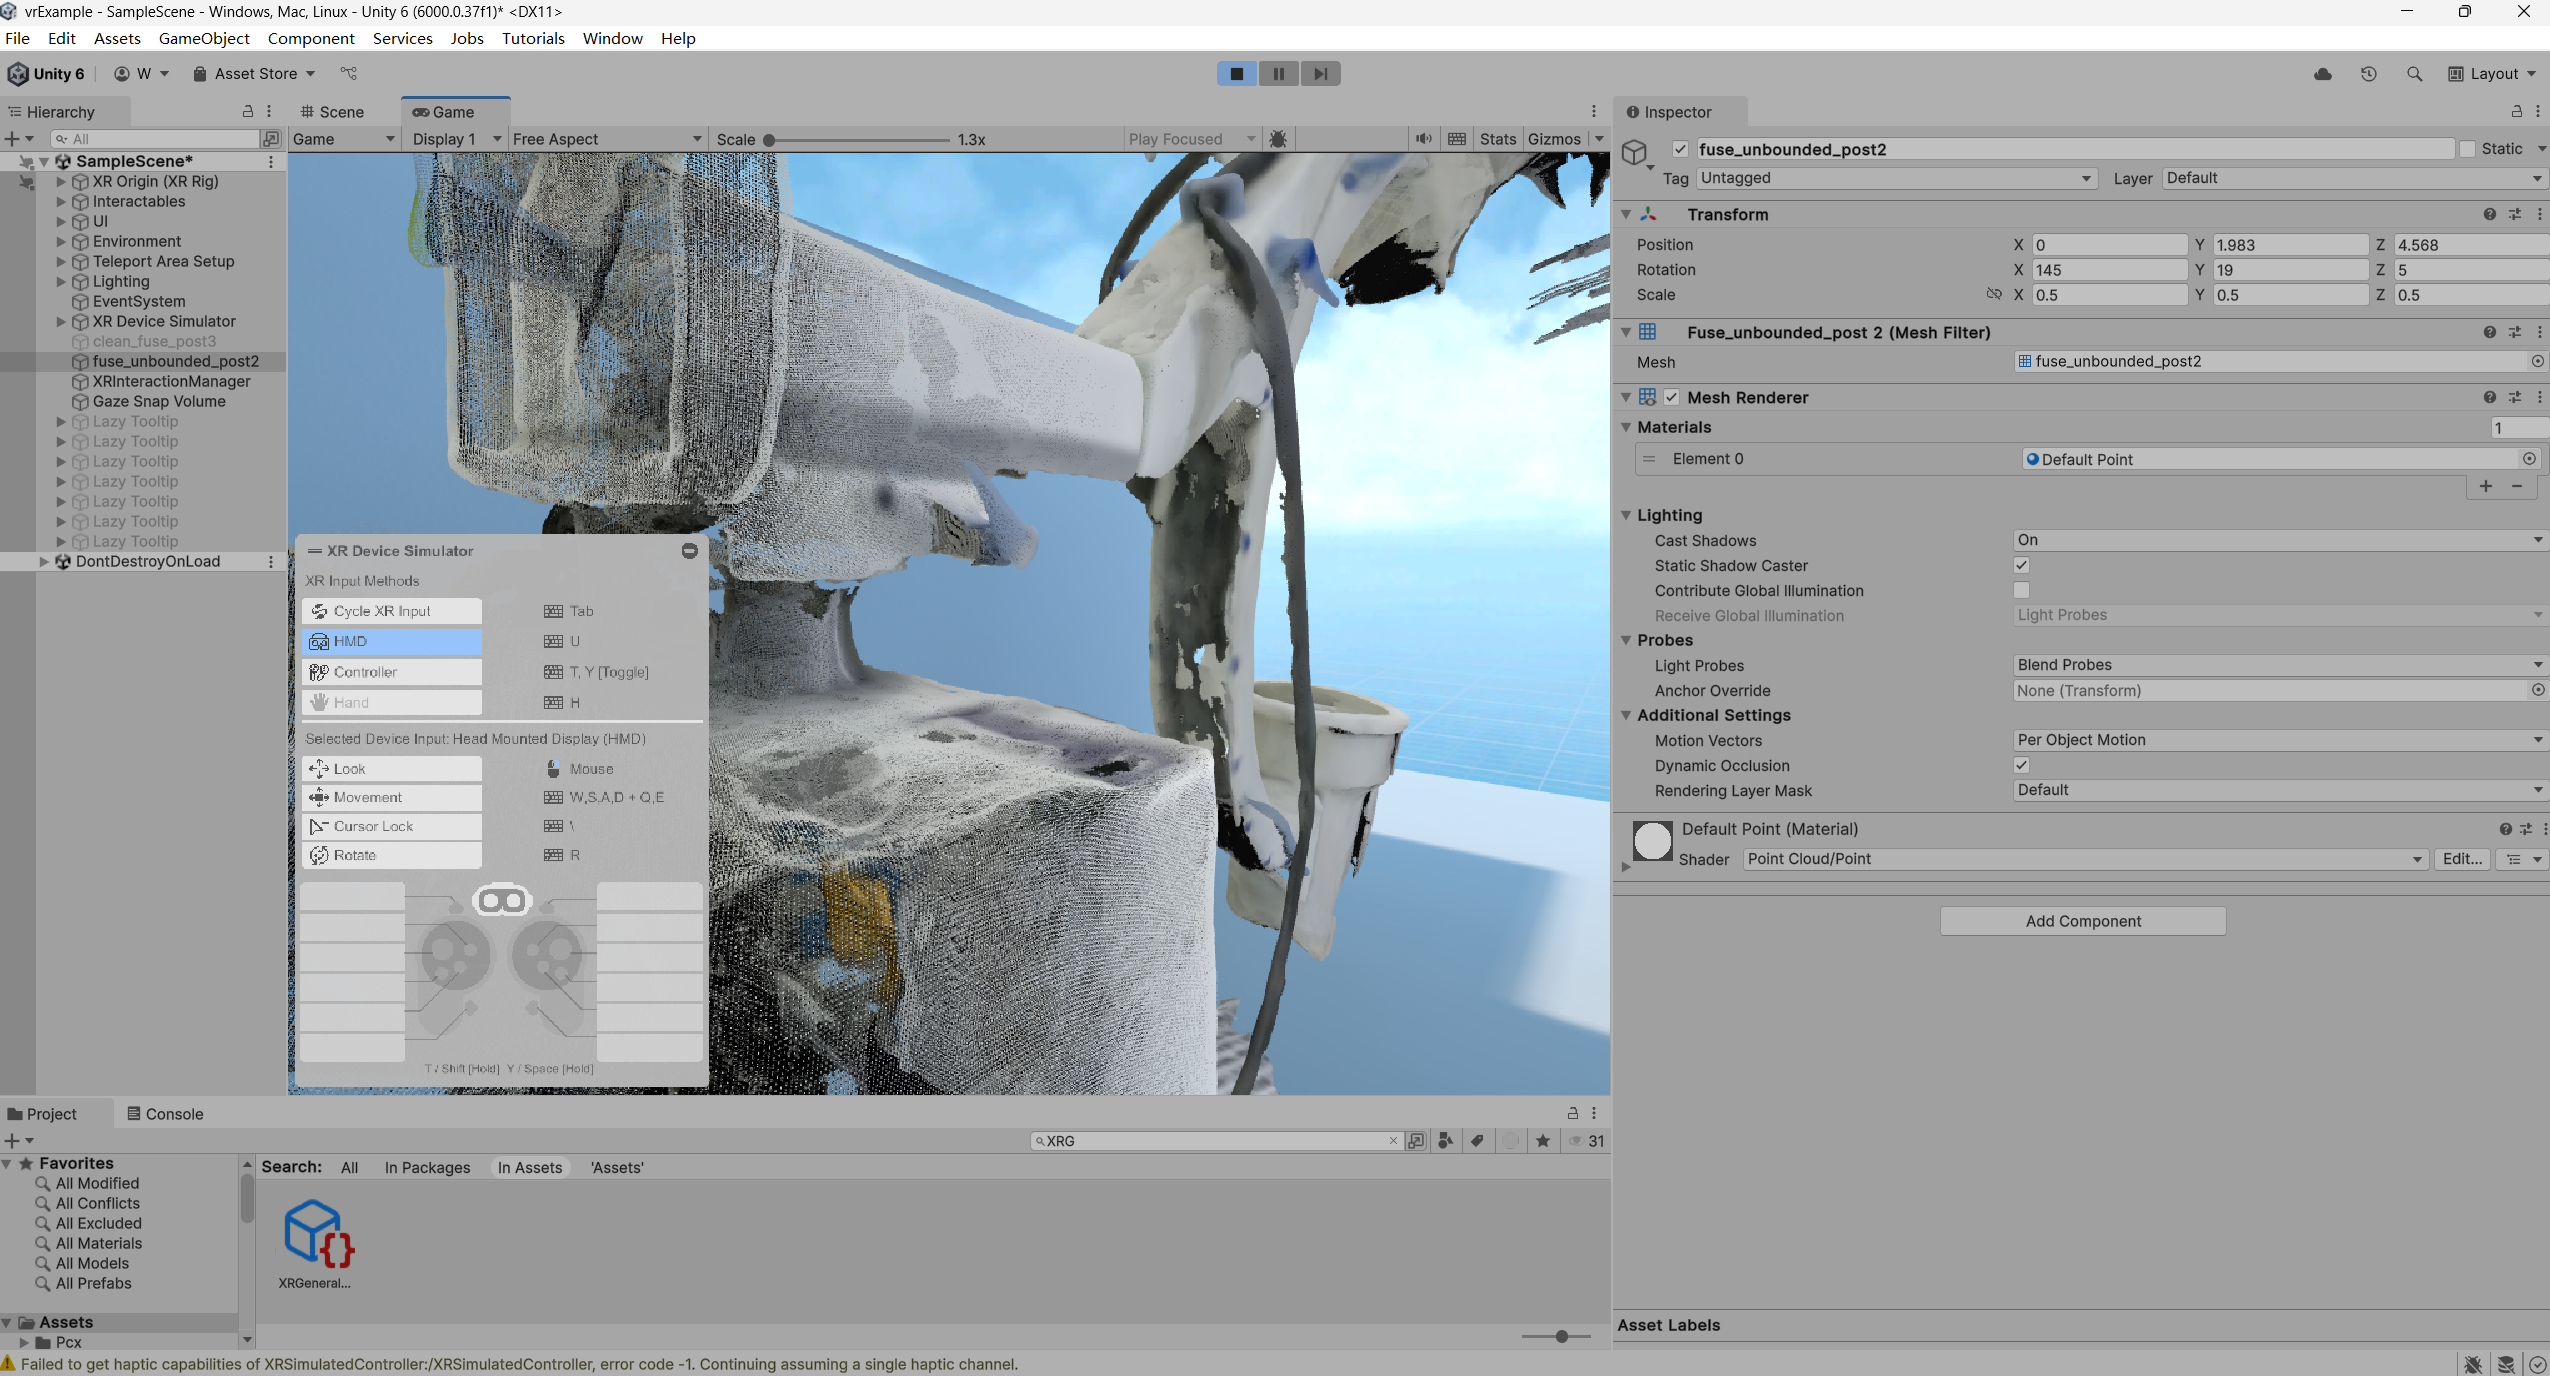 vrExample - SampleScene - Windows, Mac, Linux - Unity 6 (6000.0.37f1)* <DX11>
File Edit Assets GameObject Component Services Jobs Tutorials Window Help
Unity 6 W Asset Store Layout
Hierarchy
All
SampleScene*
XR Origin (XR Rig)
Interactables
UI
Environment
Teleport Area Setup
Lighting
EventSystem
XR Device Simulator
clean_fuse_post3
fuse_unbounded_post2
XRInteractionManager
Gaze Snap Volume
Lazy Tooltip
Lazy Tooltip
Lazy Tooltip
Lazy Tooltip
Lazy Tooltip
Lazy Tooltip
Lazy Tooltip
DontDestroyOnLoad
Scene Game
Game Display 1 Free Aspect Scale 1.3x Play Focused Stats Gizmos
XR Device Simulator
XR Input Methods
Cycle XR Input Tab
HMD U
Controller T, Y [Toggle]
Hand H
Selected Device Input: Head Mounted Display (HMD)
Look Mouse
Movement W,S,A,D + Q,E
Cursor Lock \
Rotate R
T / Shift [Hold] Y / Space [Hold]
Inspector
fuse_unbounded_post2 Static
Tag Untagged Layer Default
Transform
Position X 0 Y 1.983 Z 4.568
Rotation X 145 Y 19 Z 5
Scale X 0.5 Y 0.5 Z 0.5
Fuse_unbounded_post 2 (Mesh Filter)
Mesh fuse_unbounded_post2
Mesh Renderer
Materials 1
Element 0 Default Point
Lighting
Cast Shadows On
Static Shadow Caster
Contribute Global Illumination
Receive Global Illumination Light Probes
Probes
Light Probes Blend Probes
Anchor Override None (Transform)
Additional Settings
Motion Vectors Per Object Motion
Dynamic Occlusion
Rendering Layer Mask Default
Default Point (Material)
Shader Point Cloud/Point Edit...
Add Component
Asset Labels
Project Console
XRG 31
Favorites
All Modified
All Conflicts
All Excluded
All Materials
All Models
All Prefabs
Assets
Pcx
Search: All In Packages In Assets 'Assets'
XRGeneral...
Failed to get haptic capabilities of XRSimulatedController:/XRSimulatedController, error code -1. Continuing assuming a single haptic channel.